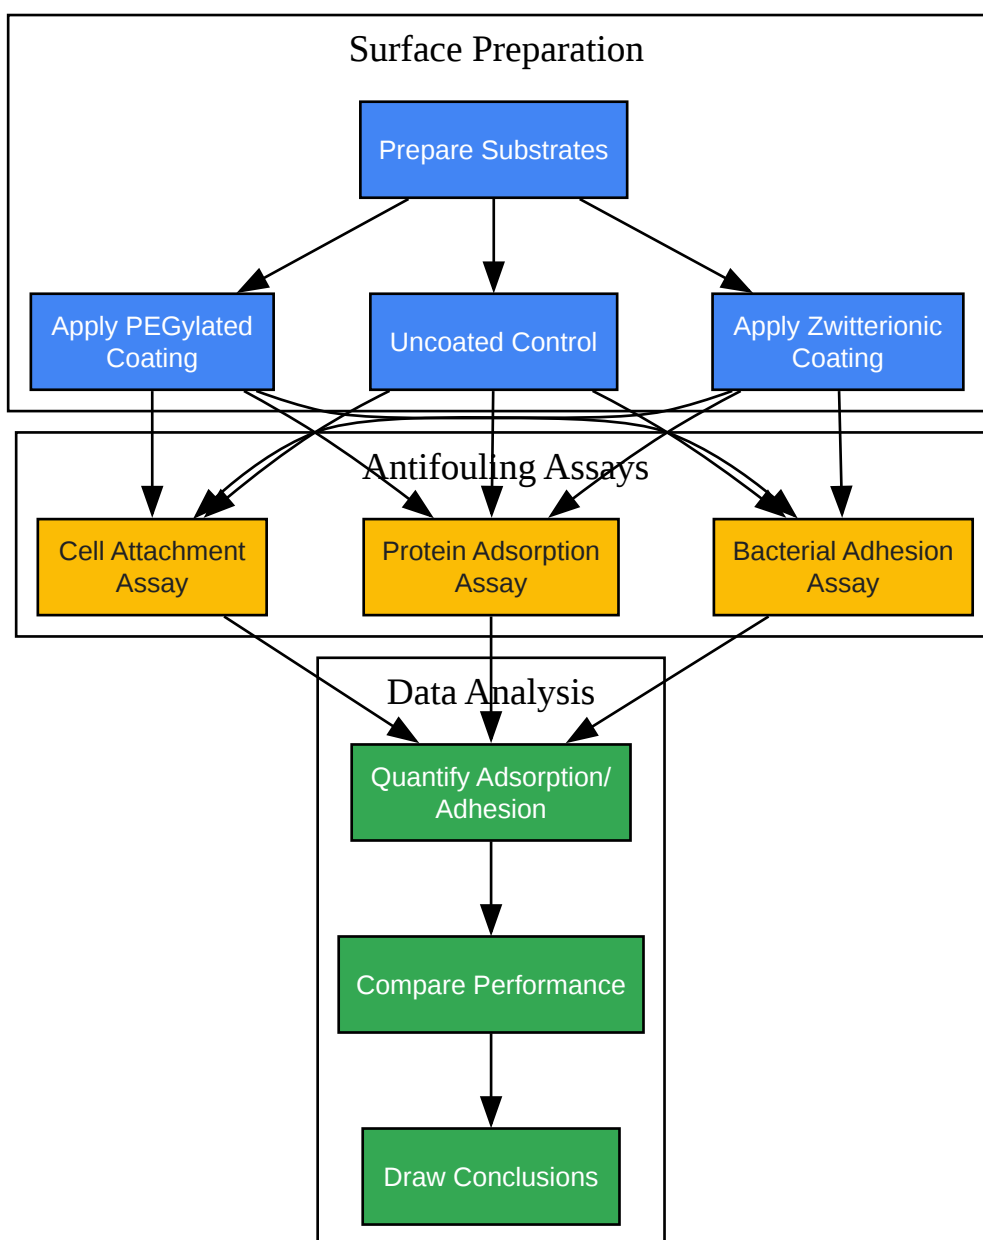 Surface Preparation
Prepare Substrates
Apply PEGylated
Coating
Uncoated Control
Apply Zwitterionic
Coating
Antifouling Assays
Cell Attachment
Assay
Protein Adsorption
Assay
Bacterial Adhesion
Assay
Data Analysis
Quantify Adsorption/
Adhesion
Compare Performance
Draw Conclusions